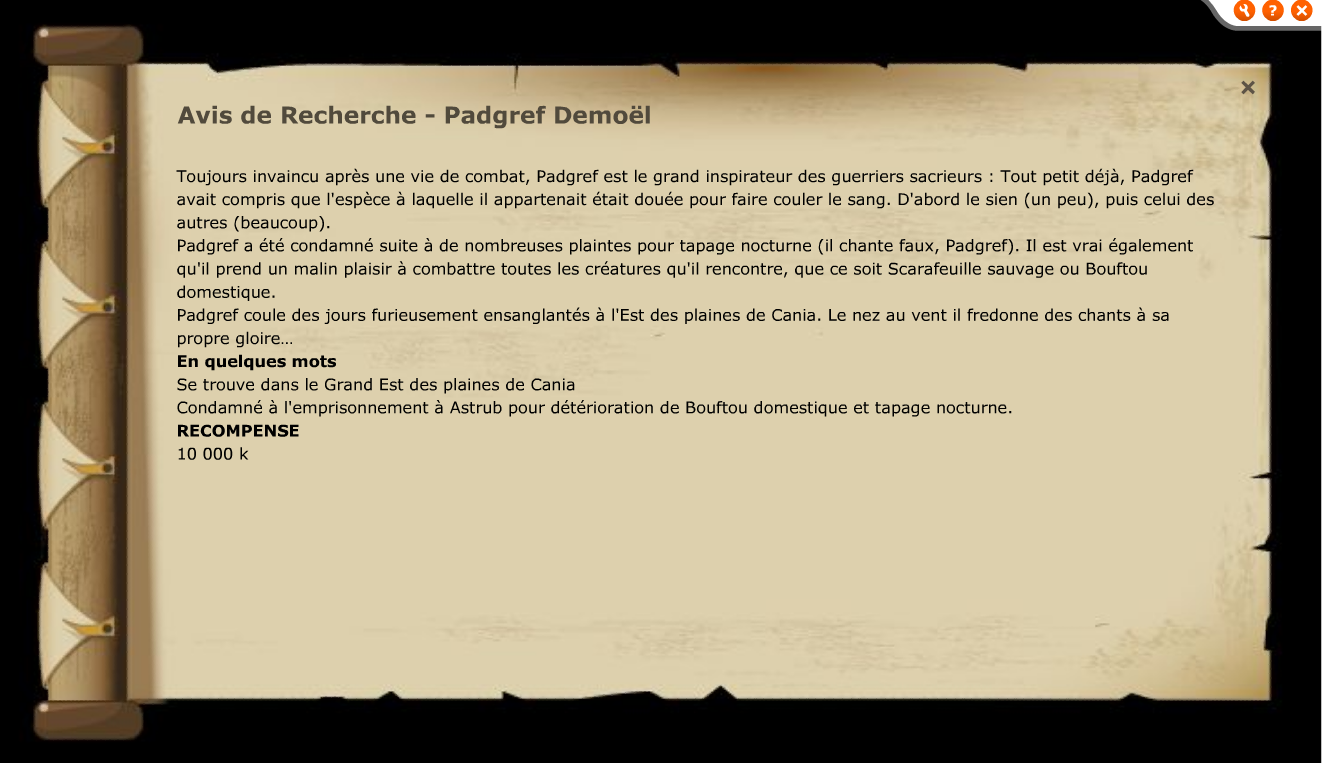 Avis de Recherche - Padgref Demoël
Toujours invaincu après une vie de combat, Padgref est le grand inspirateur des guerriers sacrieurs : Tout petit déjà, Padgref
avait compris que l'espèce à laquelle il appartenait était douée pour faire couler le sang. D'abord le sien (un peu), puis celui des
autres (beaucoup).
Padgref a été condamné suite à de nombreuses plaintes pour tapage nocturne (il chante faux, Padgref). Il est vrai également
qu'il prend un malin plaisir à combattre toutes les créatures qu'il rencontre, que ce soit Scarafeuille sauvage ou Bouftou
domestique.
Padgref coule des jours furieusement ensanglantés à l'Est des plaines de Cania. Le nez au vent il fredonne des chants à sa
propre gloire...
En quelques mots
Se trouve dans le Grand Est des plaines de Cania
Condamné à l'emprisonnement à Astrub pour détérioration de Bouftou domestique et tapage nocturne.
RECOMPENSE
10 000 k